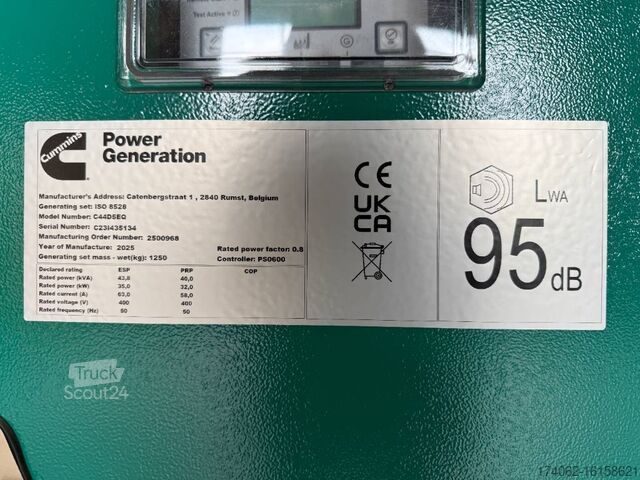 Test Active =
Cummins
Power
Generation
Manufacturer's Address: Catenbergstraat 1 , 2840 Rumst, Belgium
Generating set: ISO 8528
Model Number: C44D5EQ
Serial Number: C23I435134
Manufacturing Order Number: 2500968
Year of Manufacture: 2025
Rated power factor: 0.8
Generating set mass - wet(kg): 1250
Controller: PS0600
Declared rating ESP PRP COP
Rated power (kVA) 43,8 40,0
Rated power (kW) 35,0 32,0
Rated current (A) 63,0 58,0
Rated voltage (V) 400 400
Rated frequency (Hz) 50 50
CE
UK
CA
LWA
95 dB
Truck
Scout24
174062-16158621